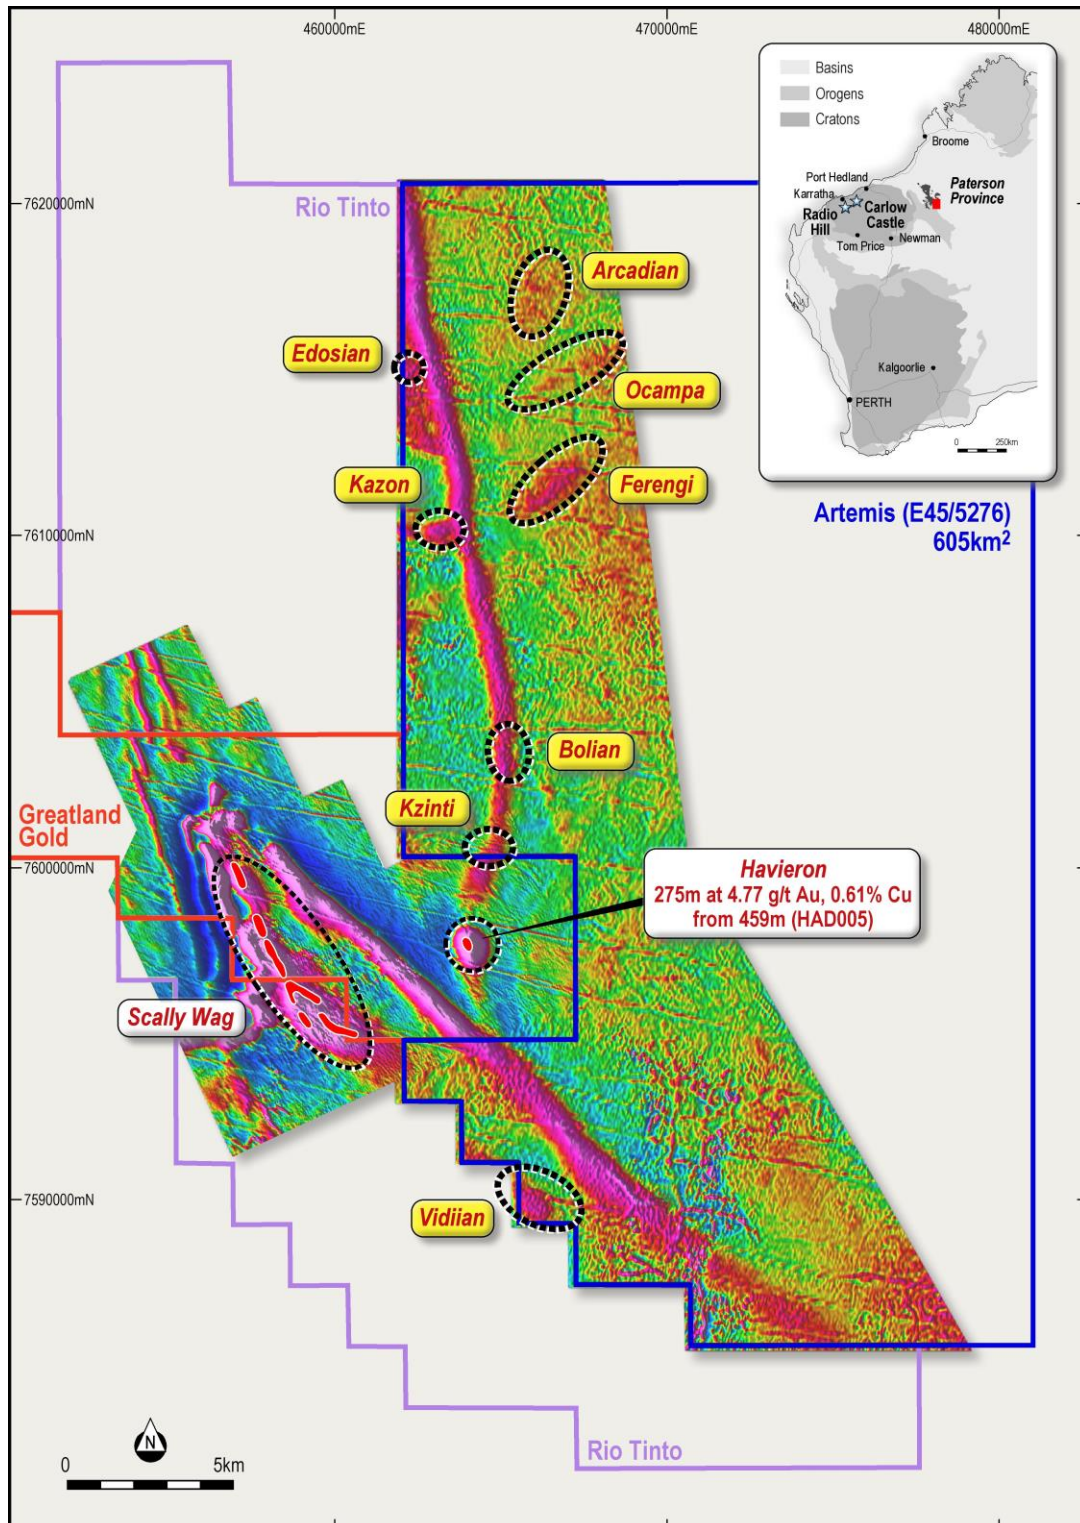 460000mE
470000mE
480000mE
Basins
Orogens
Cratons
Broome
Port Hedland
Karratha
Paterson
Province
Carlow
Castle
Radio
Hill
Newman
Tom Price
Kalgoorlie
PERTH
0
250km
7620000mN
Rio Tinto
Arcadian
Edosian
Ocampa
Kazon
Ferengi
Artemis (E45/5276)
605km²
7610000mN
Bolian
Kzinti
Greatland
Gold
7600000mN
Havieron
275m at 4.77 g/t Au, 0.61% Cu
from 459m (HAD005)
Scally Wag
7590000mN
Vidiian
N
0
5km
Rio Tinto